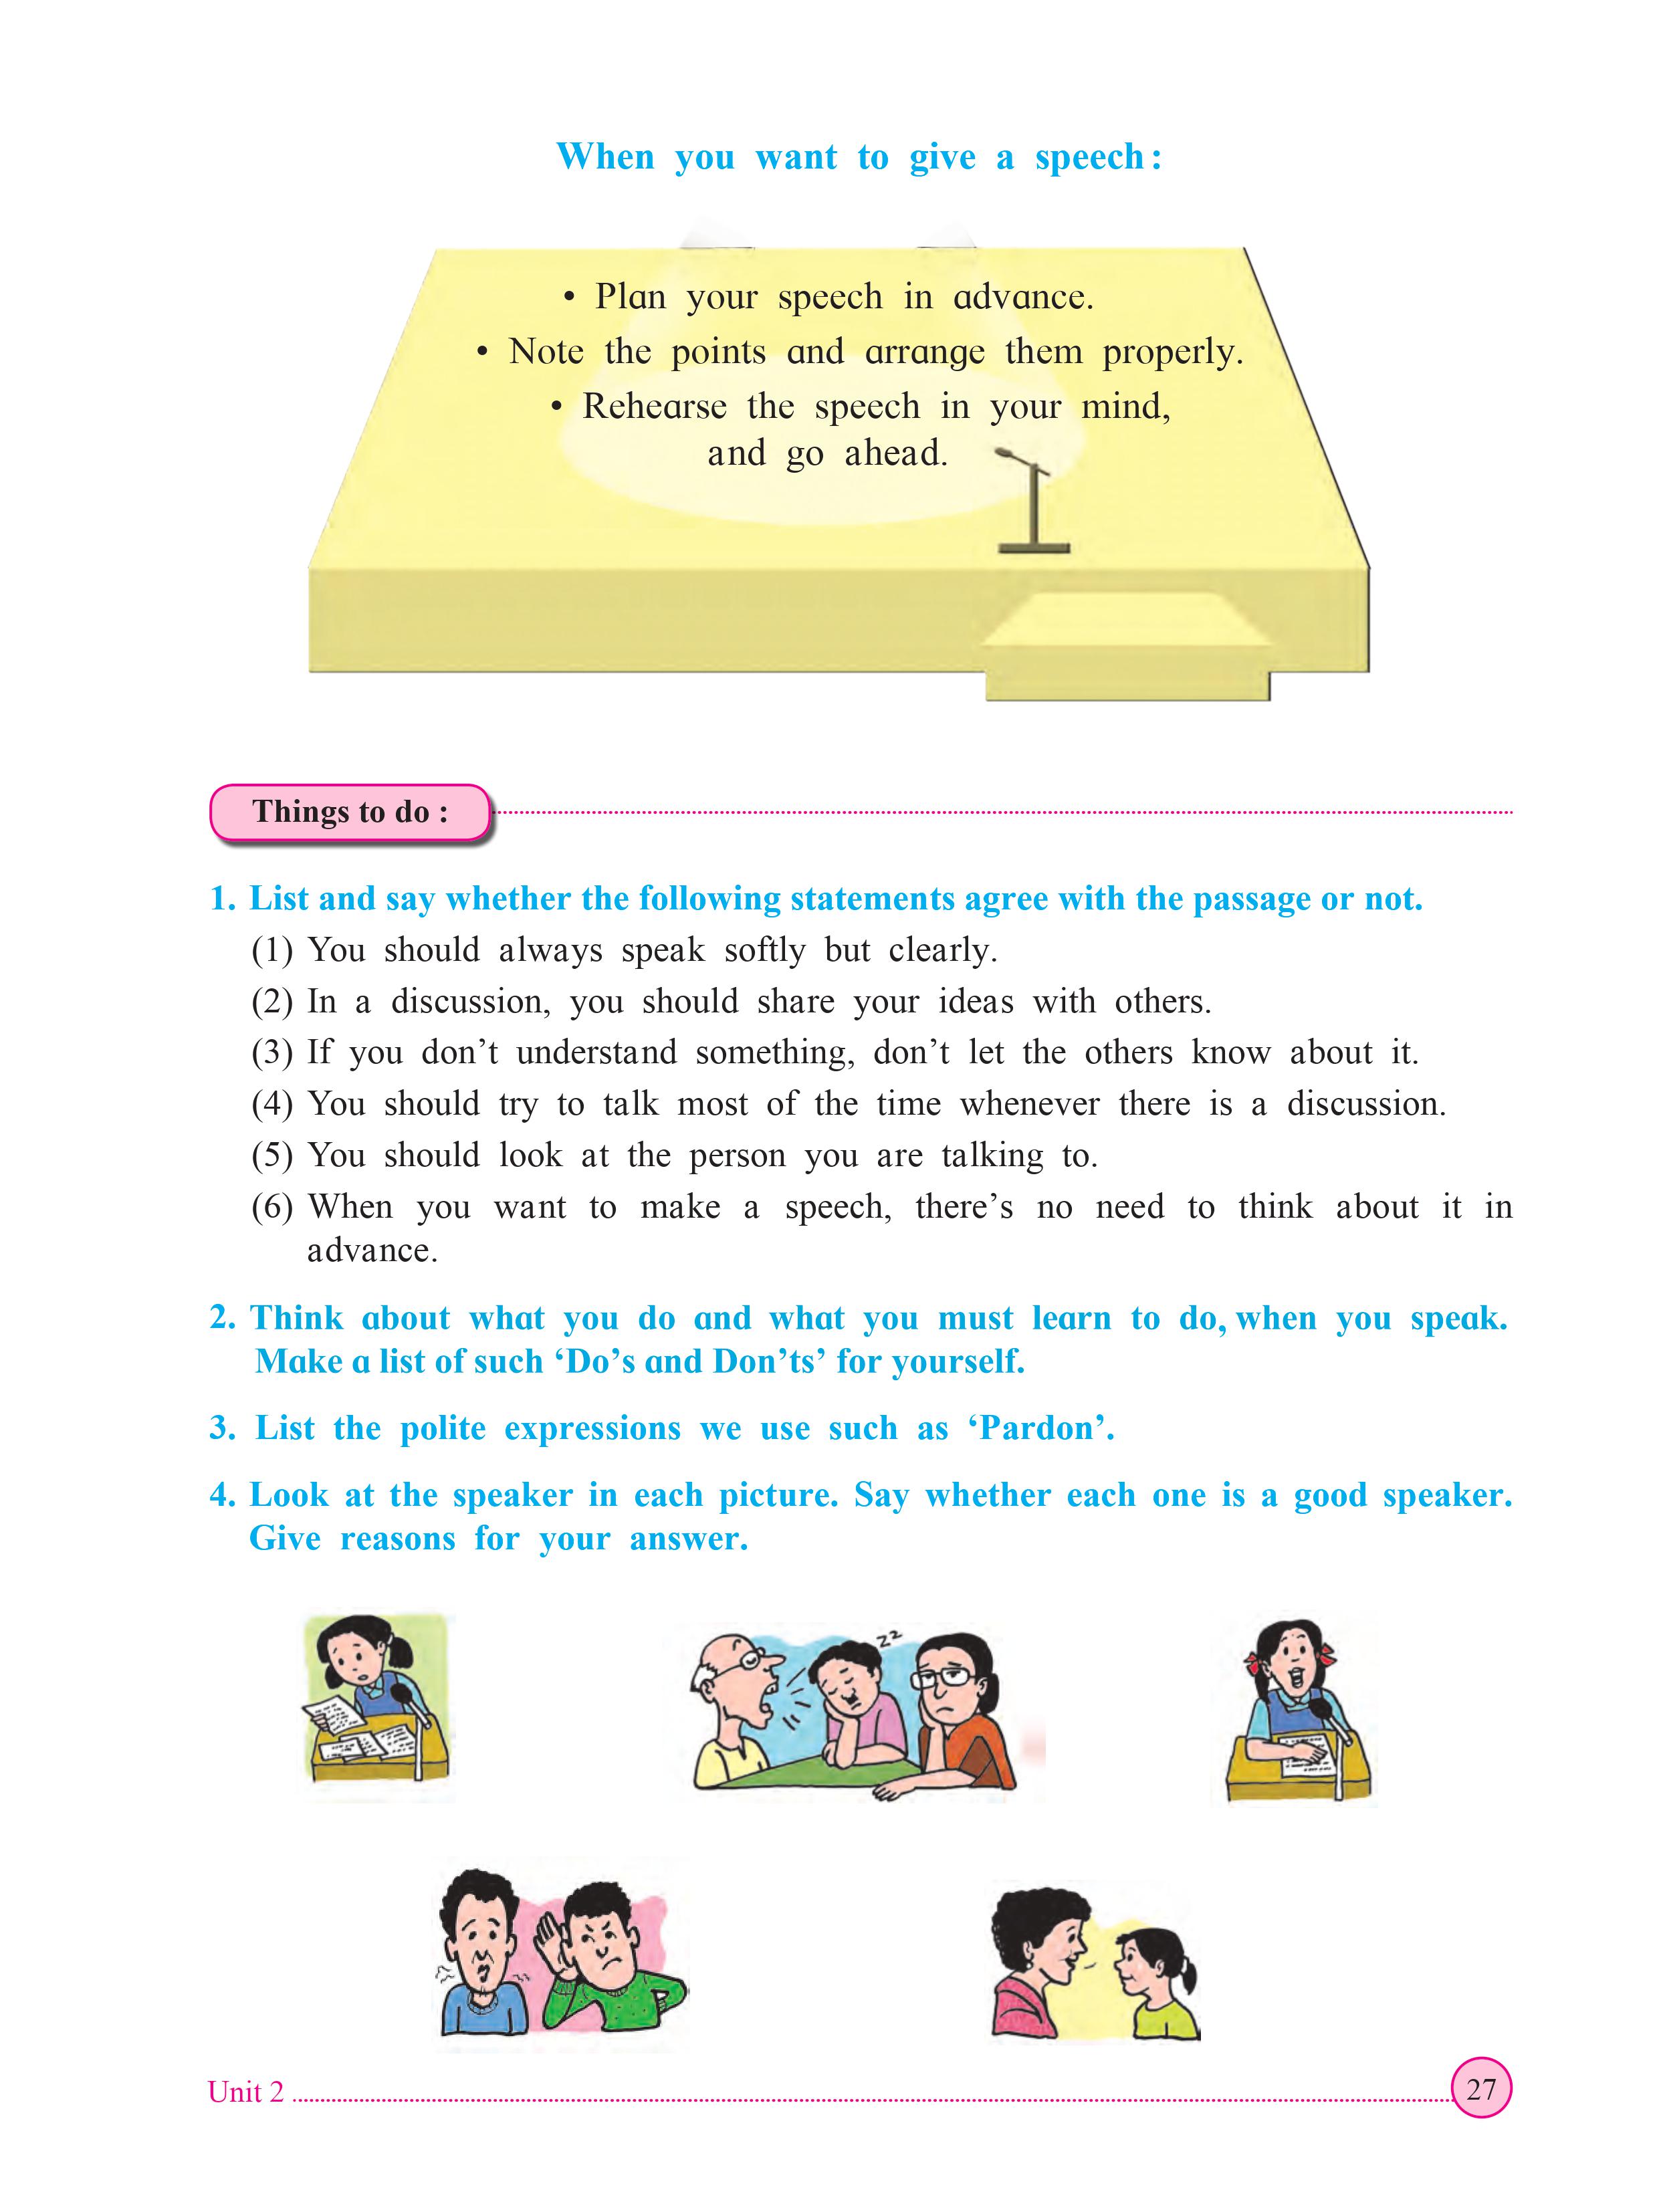 When you want to give a speech :
• Plan your speech in advance.
• Note the points and arrange them properly.
• Rehearse the speech in your mind,
and go ahead.
Things to do :
1. List and say whether the following statements agree with the passage or not.
(1) You should always speak softly but clearly.
(2) In a discussion, you should share your ideas with others.
(3) If you don’t understand something, don’t let the others know about it.
(4) You should try to talk most of the time whenever there is a discussion.
(5) You should look at the person you are talking to.
(6) When you want to make a speech, there’s no need to think about it in
advance.
2. Think about what you do and what you must learn to do, when you speak.
Make a list of such ‘Do’s and Don’ts’ for yourself.
3. List the polite expressions we use such as ‘Pardon’.
4. Look at the speaker in each picture. Say whether each one is a good speaker.
Give reasons for your answer.
zz
Unit 2
27